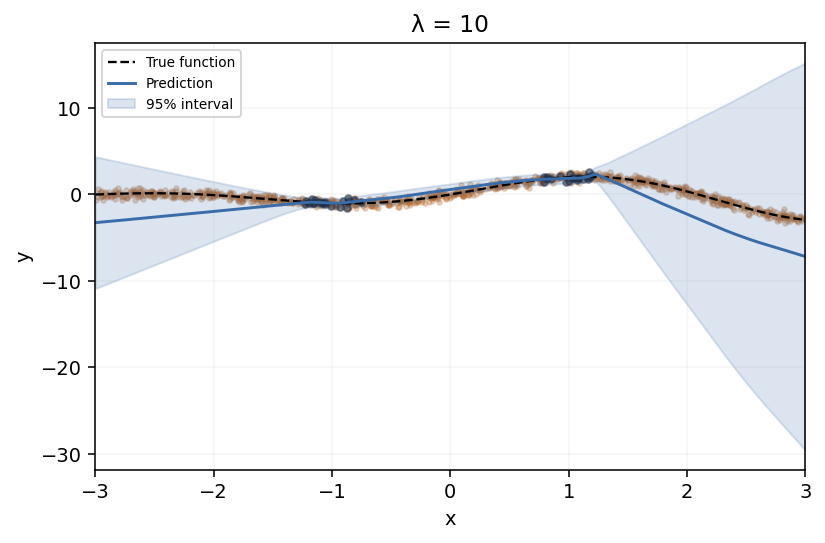 λ = 10
True function
Prediction
95% interval
10
0
−10
−20
−30
y
−3
−2
−1
0
1
2
3
x